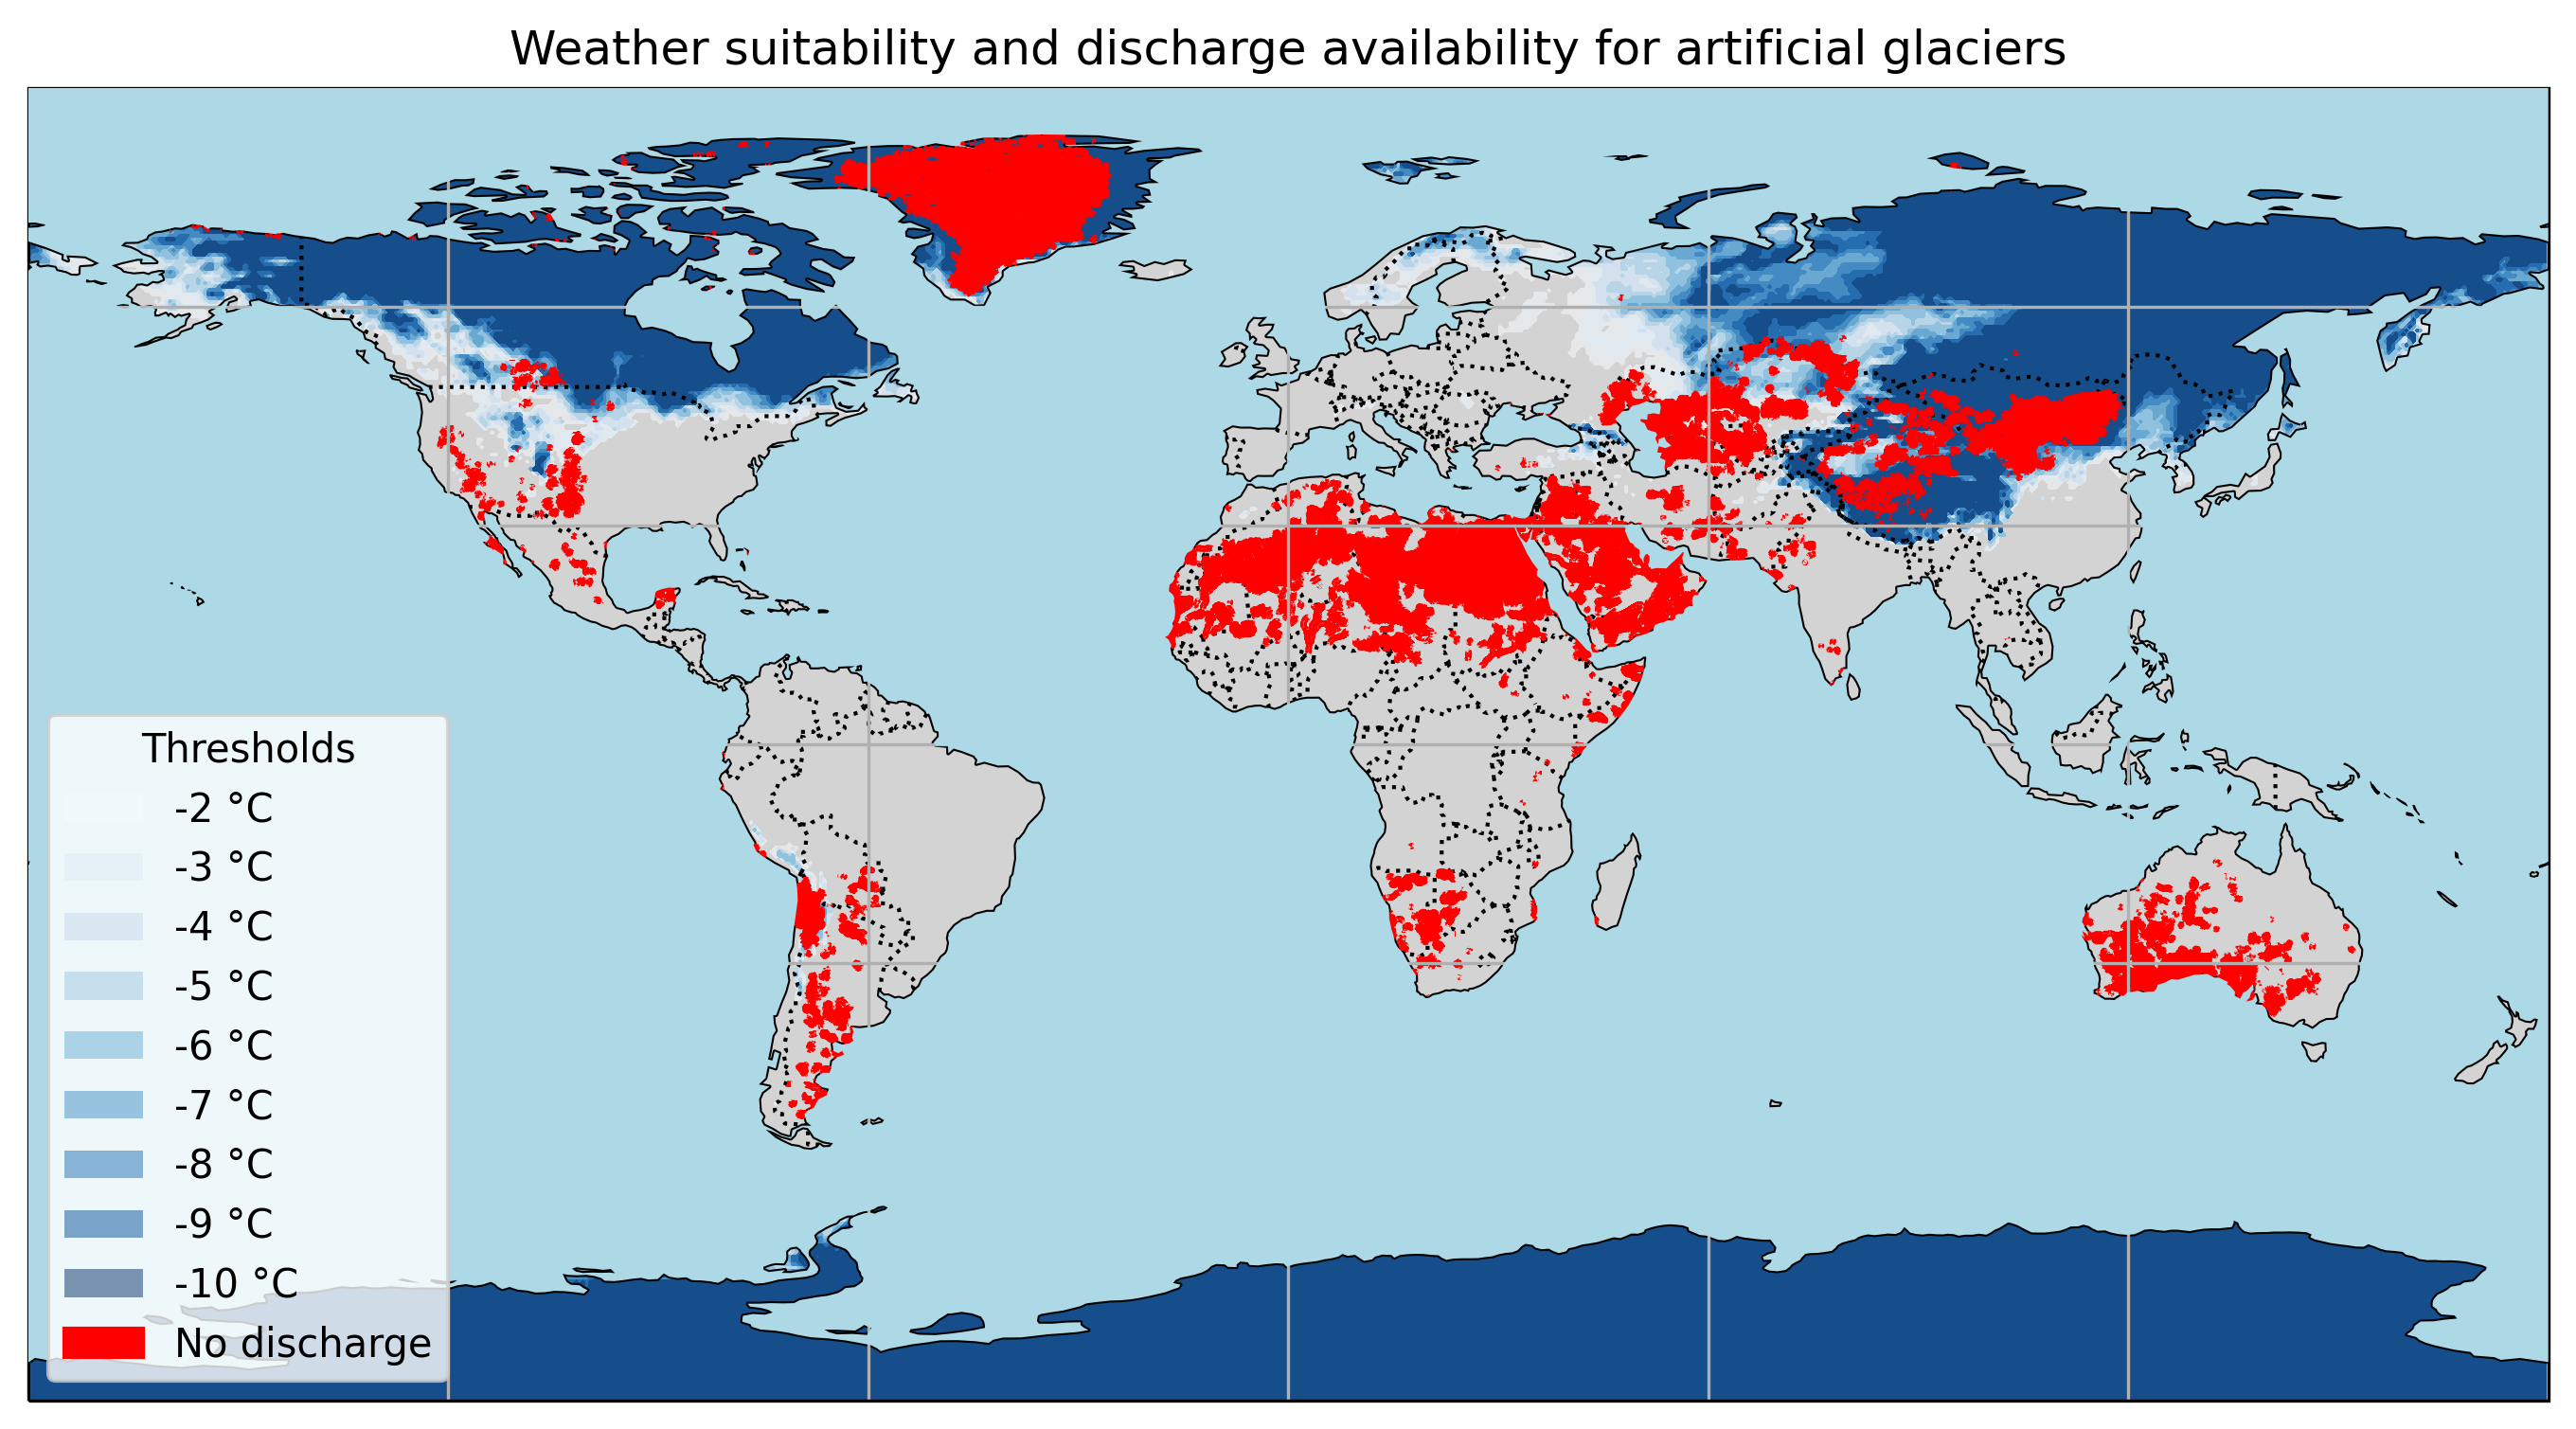 Weather suitability and discharge availability for artificial glaciers
Thresholds
-2 °C
-3 °C
-4 °C
-5 °C
-6 °C
-7 °C
-8 °C
-9 °C
-10 °C
No discharge